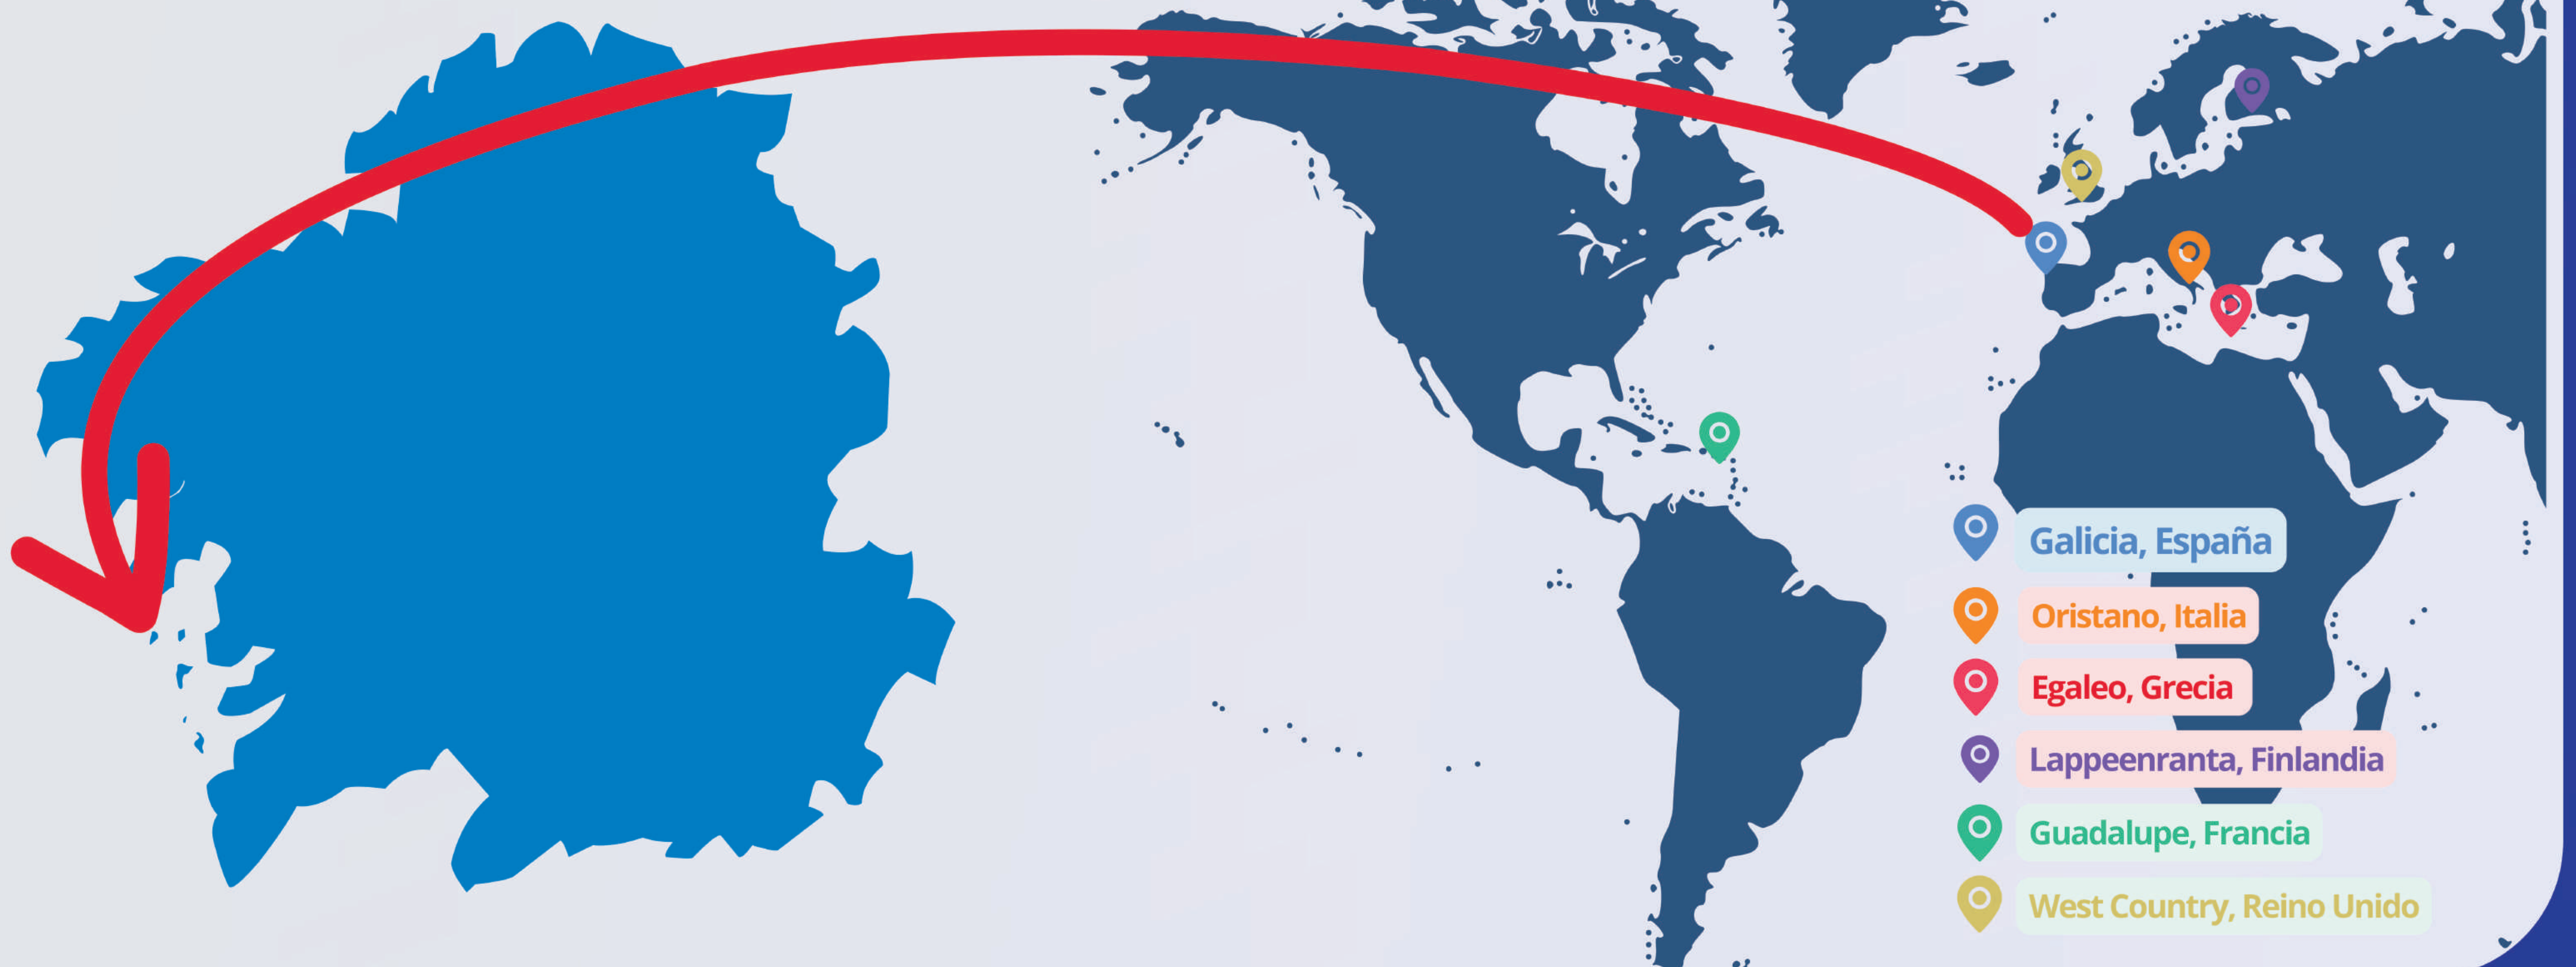 Galicia, España
Oristano, Italia
Egaleo, Grecia
Lappeenranta, Finlandia
Guadalupe, Francia
West Country, Reino Unido